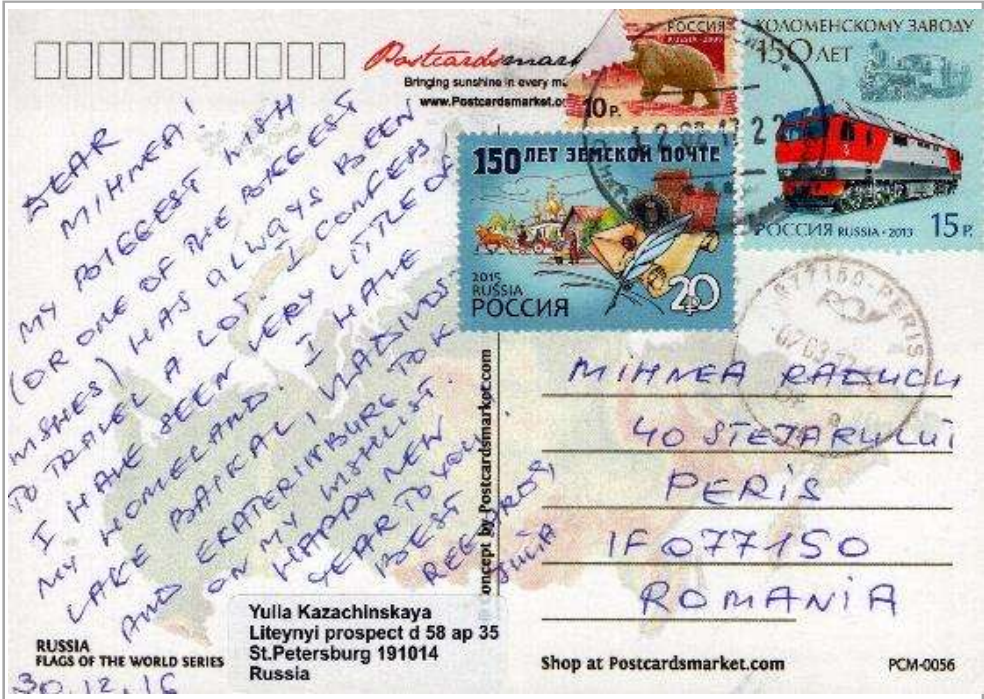 Postcardsmark
Bringing sunshine in every
www.Postcardsmarket.o
DEAR
MIHNEA!
MY BIGGEST WISH
(OR ONE OF THE BIGGEST
WISHES) HAS ALWAYS BEEN
TO TRAVEL A LOT. I CONFESS
I HAVE SEEN VERY LITTLE OF
MY HOMELAND. I HAVE
LAKE BAIKAL, VLADIVOS-
AND EKATERINBURG TO K
ON MY WISHLIST.
HAPPY NEW
YEAR TO YOU.
BEST
REGARDS,
Julia
30.12.16
РОССИЯ
RUSSIA
10 Р.
КОЛОМЕНСКОМУ ЗАВОДУ
150 ЛЕТ
РОССИЯ RUSSIA • 2013 15 Р.
150 ЛЕТ ЗЕМСКОЙ ПОЧТЕ
2015
RUSSIA
РОССИЯ
20
077150-PERIS
Concept by Postcardsmarket.com
MIHNEA RADUCU
40 STEJARULUI
PERIS
IF 077150
ROMANIA
RUSSIA
FLAGS OF THE WORLD SERIES
Yulia Kazachinskaya
Liteynyi prospect d 58 ap 35
St.Petersburg 191014
Russia
Shop at Postcardsmarket.com
PCM-0056